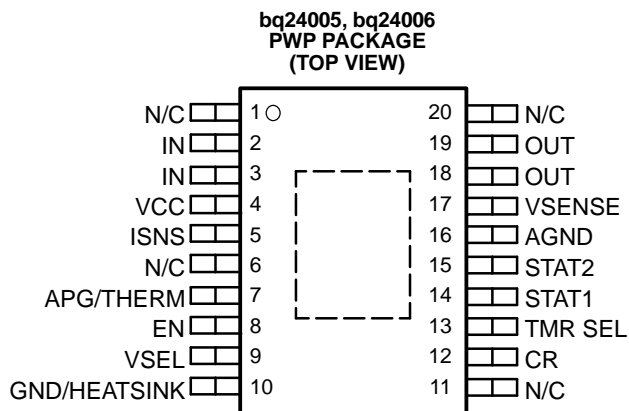 bq24005, bq24006
PWP PACKAGE
(TOP VIEW)
N/C 1 20 N/C
IN 2 19 OUT
IN 3 18 OUT
VCC 4 17 VSENSE
ISNS 5 16 AGND
N/C 6 15 STAT2
APG/THERM 7 14 STAT1
EN 8 13 TMR SEL
VSEL 9 12 CR
GND/HEATSINK 10 11 N/C